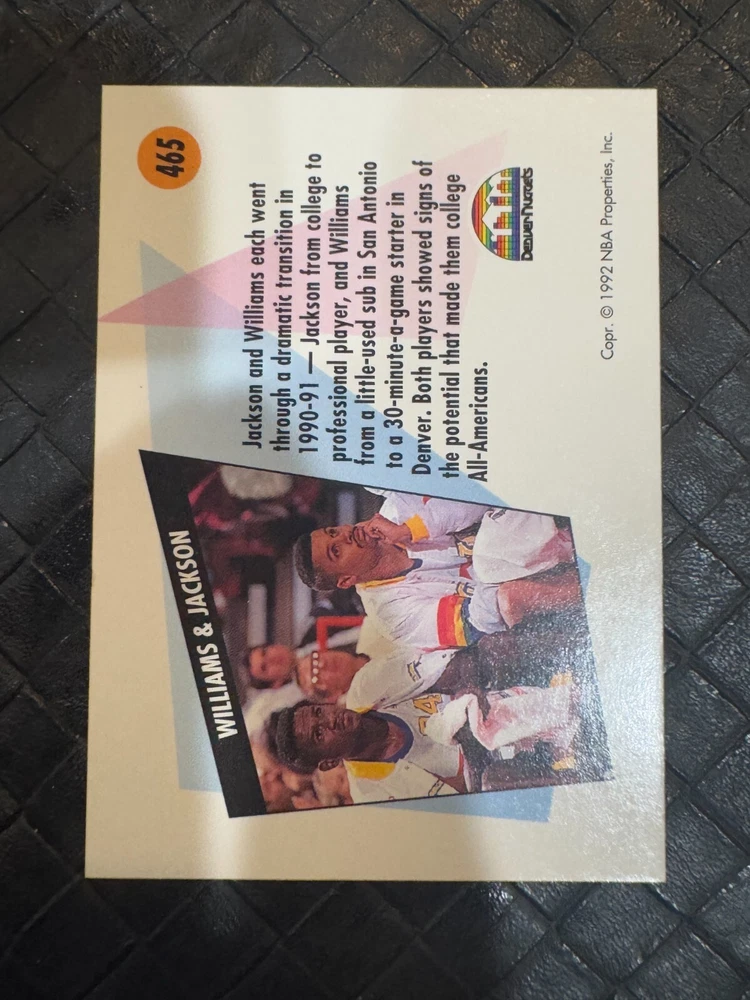 465
WILLIAMS & JACKSON
Jackson and Williams each went
through a dramatic transition in
1990-91 — Jackson from college to
professional player, and Williams
from a little-used sub in San Antonio
to a 30-minute-a-game starter in
Denver. Both players showed signs of
the potential that made them college
All-Americans.
Denver Nuggets
Copr. © 1992 NBA Properties, Inc.